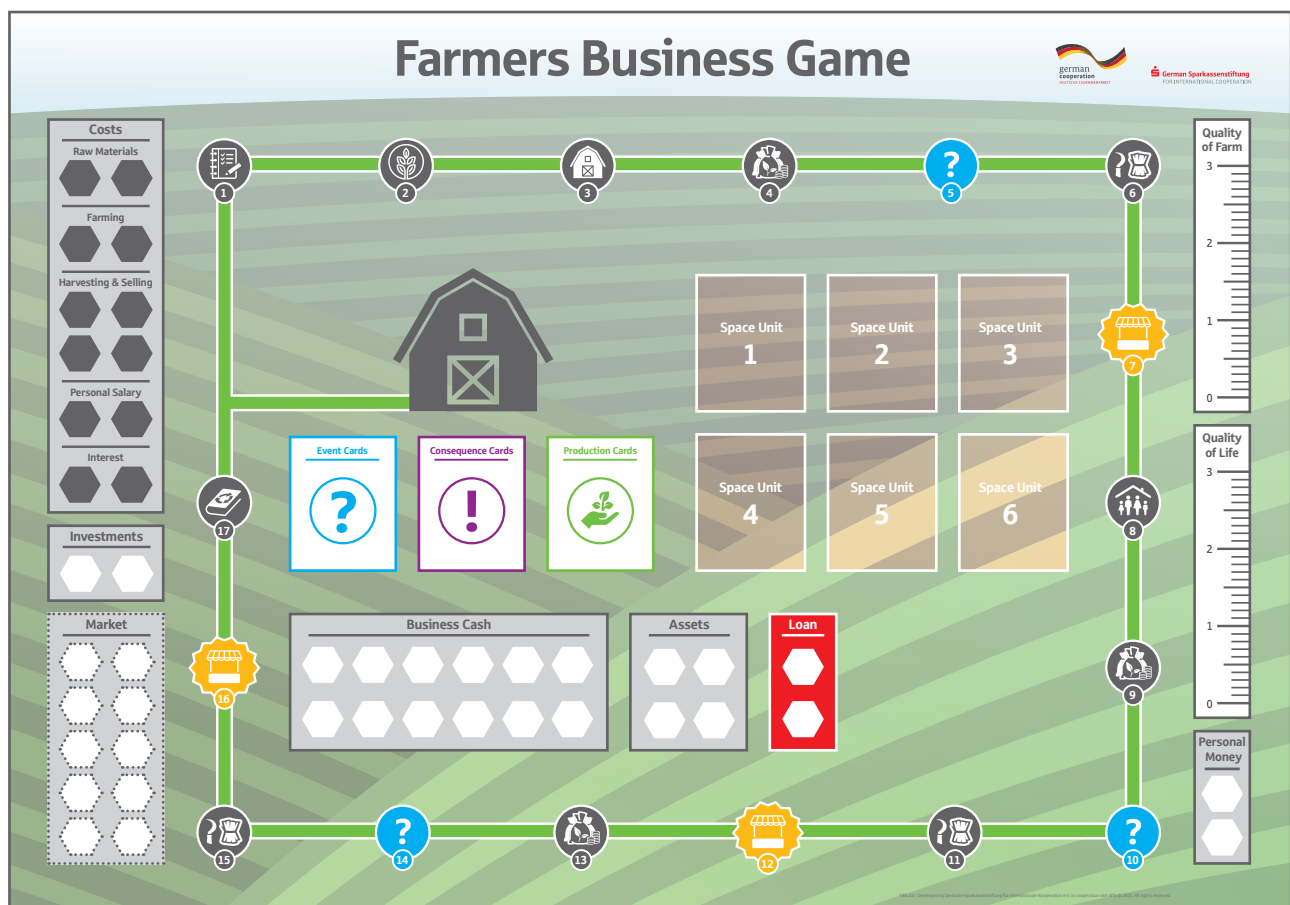 Farmers Business Game
german
cooperation
DEUTSCHE ZUSAMMENARBEIT
German Sparkassenstiftung
FOR INTERNATIONAL COOPERATION
Costs
Raw Materials
Farming
Harvesting & Selling
Personal Salary
Interest
Investments
Market
1
2
3
4
?
5
?
6
7
8
9
?
10
?
11
12
13
?
14
?
15
16
17
Space Unit
1
Space Unit
2
Space Unit
3
Space Unit
4
Space Unit
5
Space Unit
6
Event Cards
?
Consequence Cards
!
Production Cards
Business Cash
Assets
Loan
Quality
of Farm
3
2
1
0
Quality
of Life
3
2
1
0
Personal
Money